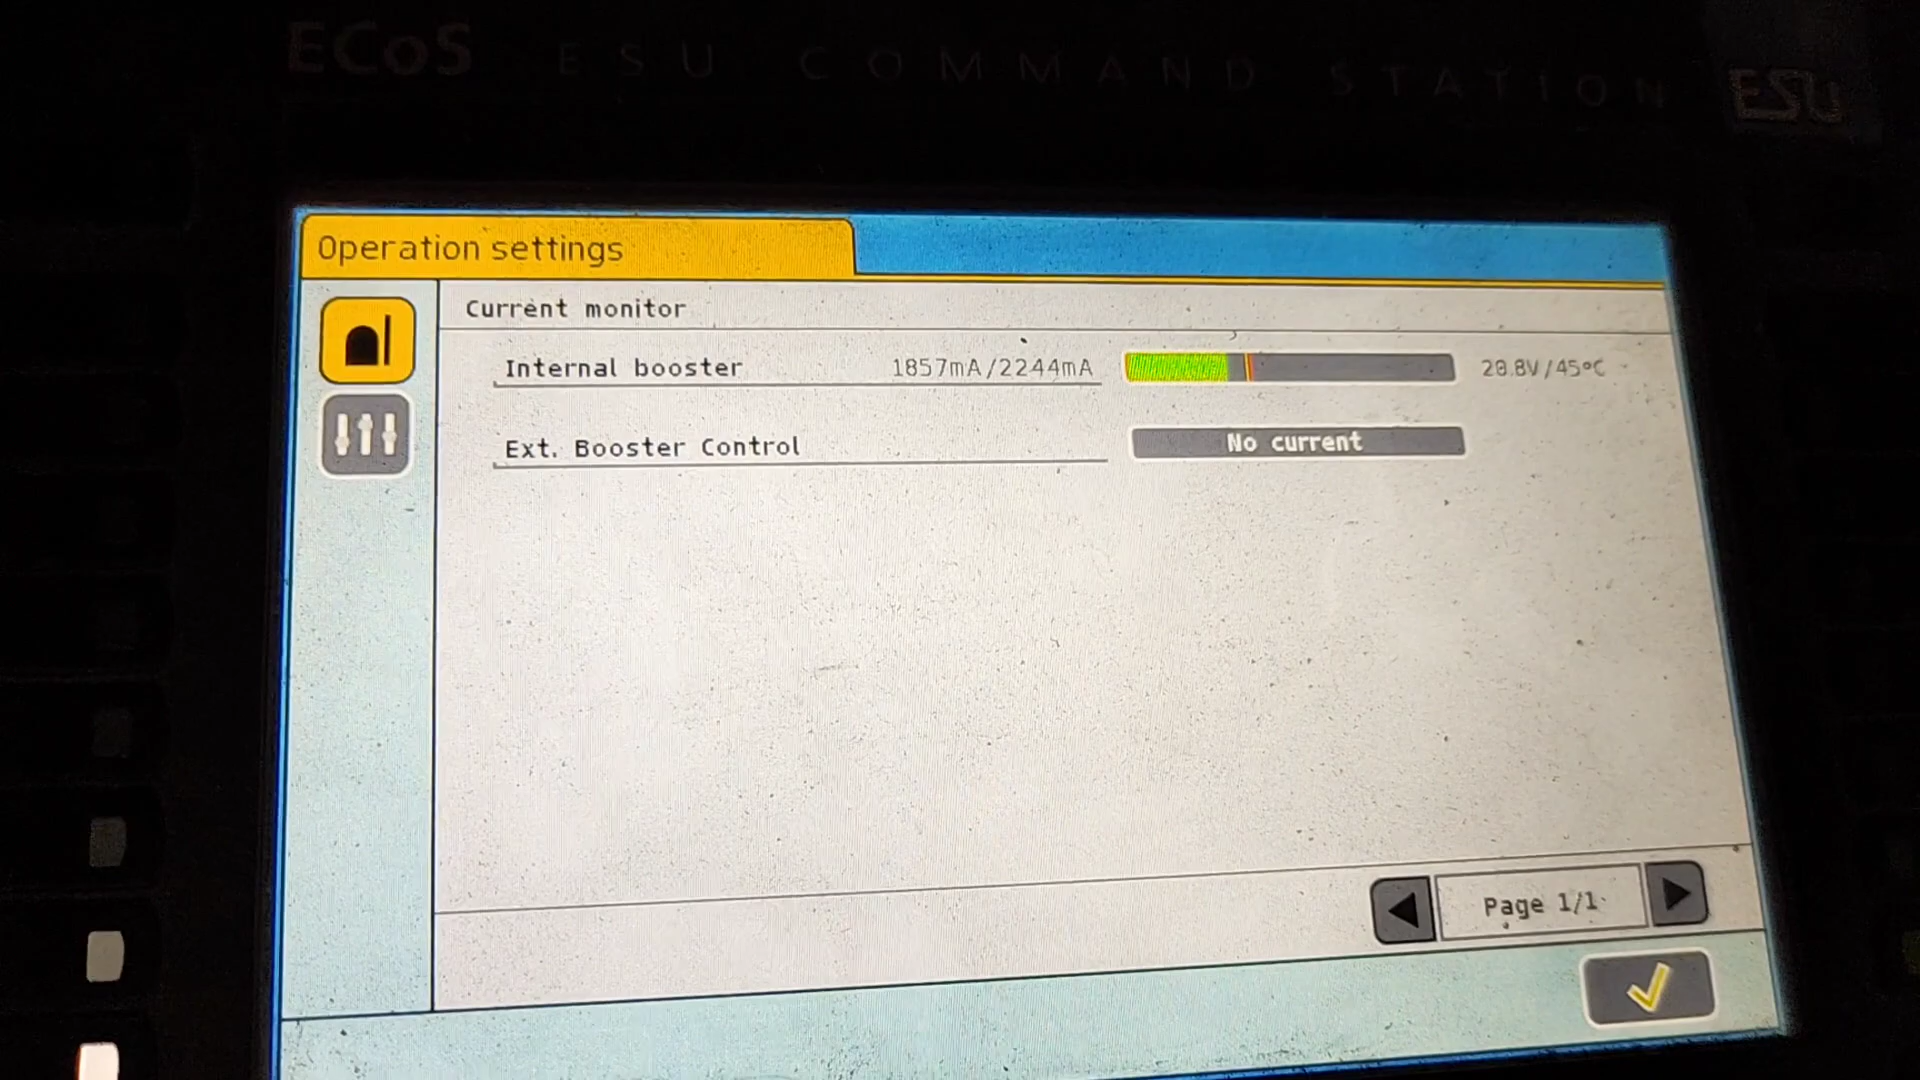 ECoS ESU COMMAND STATION ESU
Operation settings
Current monitor
Internal booster 1857mA/2244mA 20.8V/45°C
Ext. Booster Control No current
Page 1/1